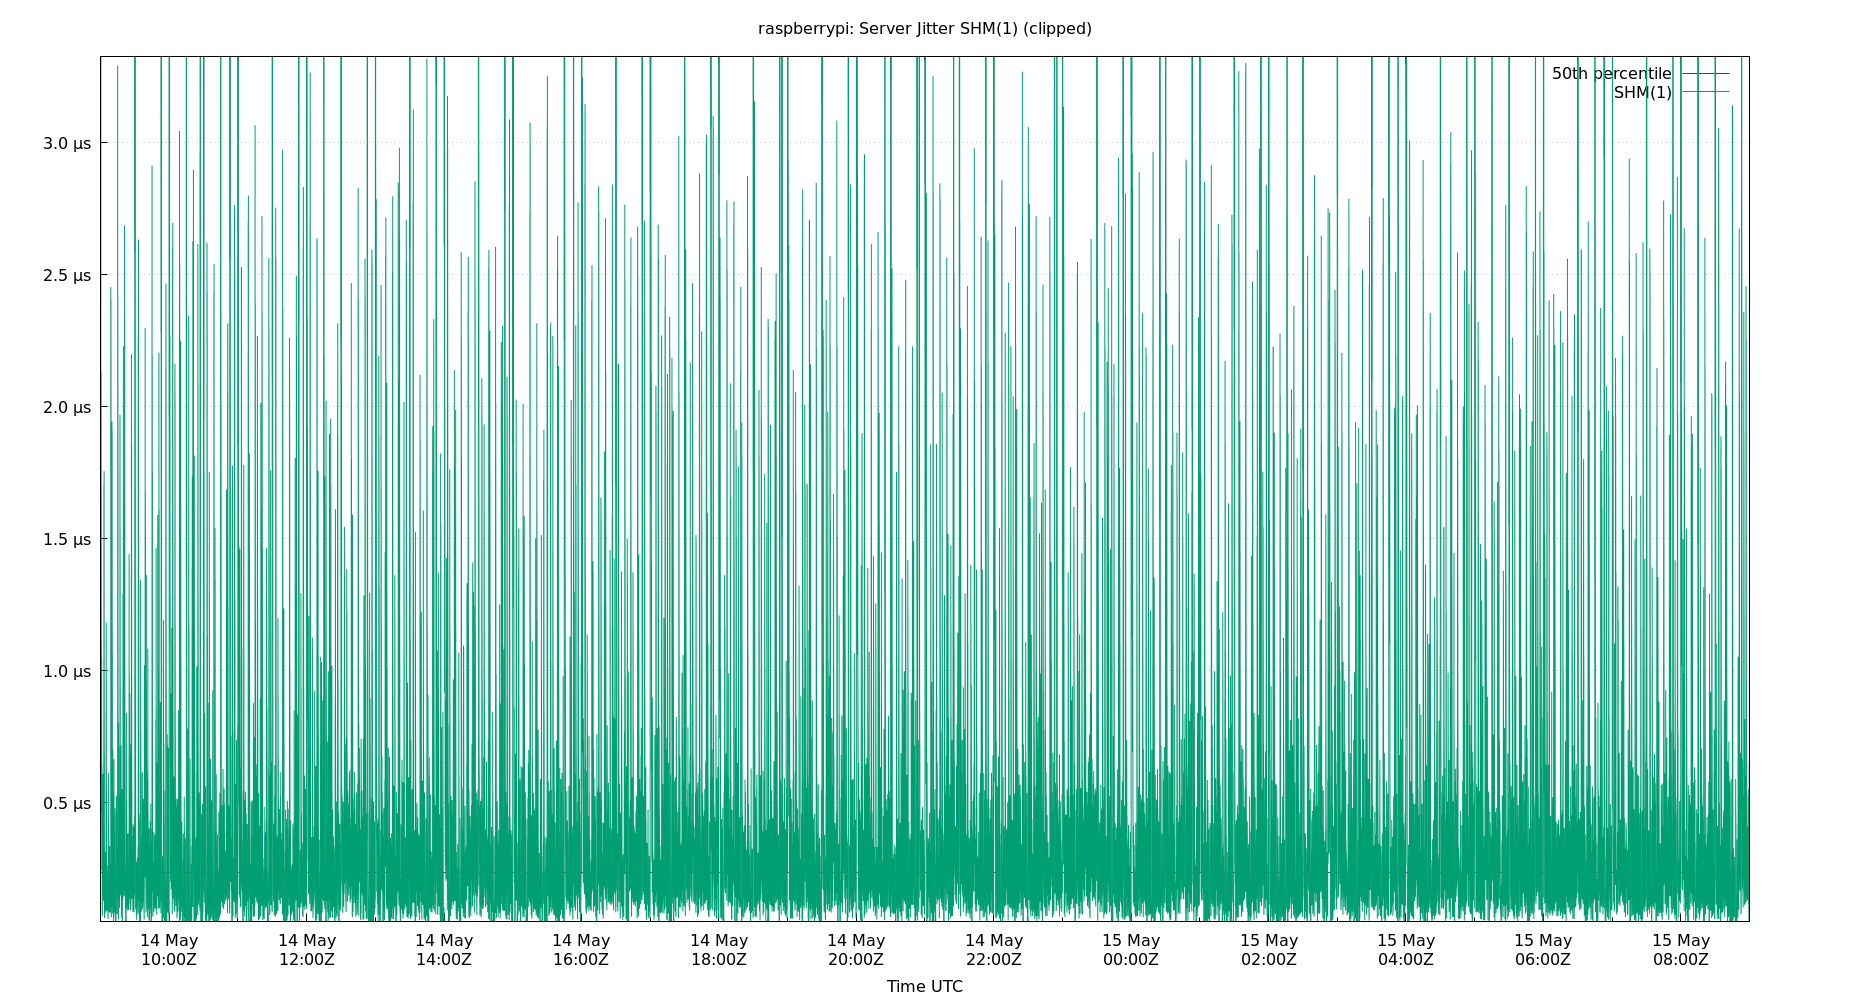 raspberrypi: Server Jitter SHM(1) (clipped)
50th percentile
SHM(1)
3.0 µs
2.5 µs
2.0 µs
1.5 µs
1.0 µs
0.5 µs
14 May 14 May 14 May 14 May 14 May 14 May 14 May 15 May 15 May 15 May 15 May 15 May
10:00Z 12:00Z 14:00Z 16:00Z 18:00Z 20:00Z 22:00Z 00:00Z 02:00Z 04:00Z 06:00Z 08:00Z
Time UTC